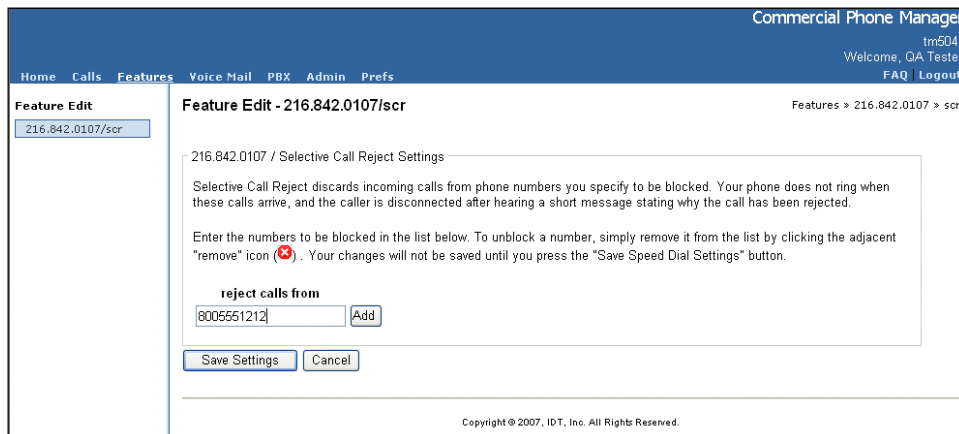 Commercial Phone Manager
tm504
Welcome, QA Teste
Home Calls Features Voice Mail PBX Admin Prefs
FAQ | Logout
Feature Edit
216.842.0107/scr
Feature Edit - 216.842.0107/scr
Features » 216.842.0107 » scr
216.842.0107 / Selective Call Reject Settings
Selective Call Reject discards incoming calls from phone numbers you specify to be blocked. Your phone does not ring when
these calls arrive, and the caller is disconnected after hearing a short message stating why the call has been rejected.
Enter the numbers to be blocked in the list below. To unblock a number, simply remove it from the list by clicking the adjacent
"remove" icon ( ) . Your changes will not be saved until you press the "Save Speed Dial Settings" button.
reject calls from
8005551212
Add
Save Settings
Cancel
Copyright © 2007, IDT, Inc. All Rights Reserved.